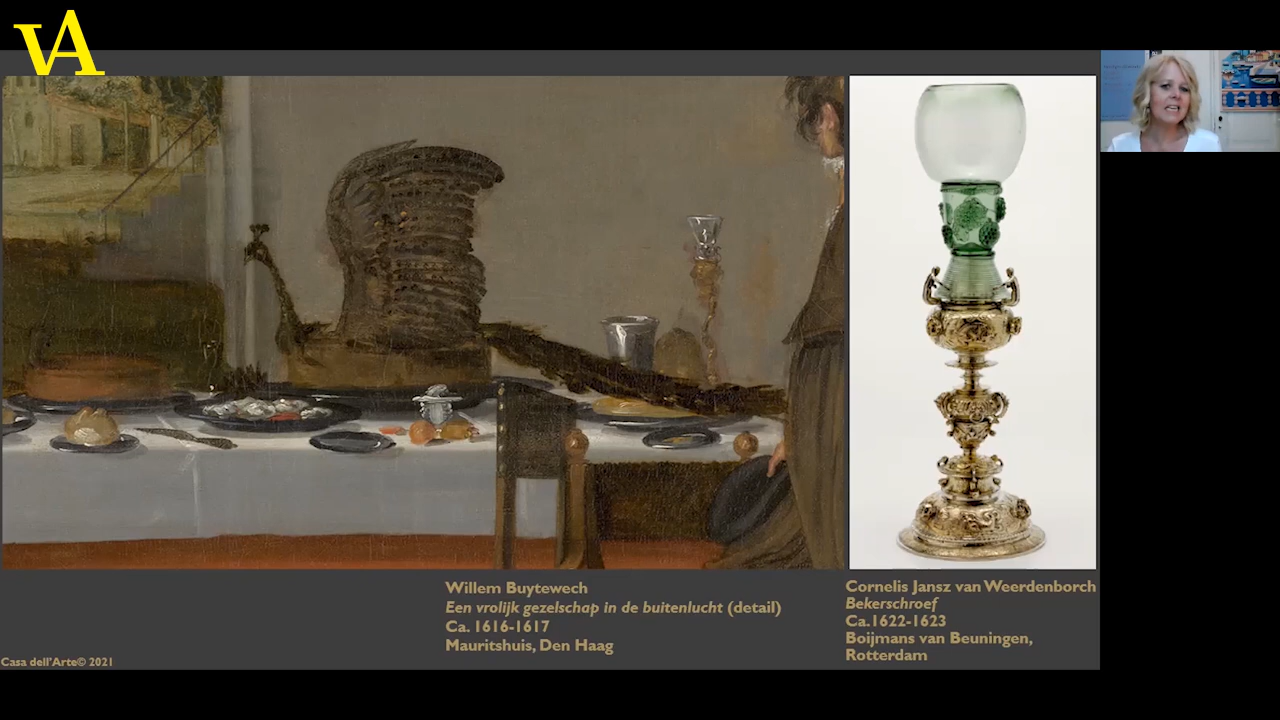 vA
Willem Buytewech
Een vrolijk gezelschap in de buitenlucht (detail)
Ca. 1616-1617
Mauritshuis, Den Haag
Cornelis Jansz van Weerdenborch
Bekerschroef
Ca.1622-1623
Boijmans van Beuningen,
Rotterdam
Casa dell'Arte© 2021